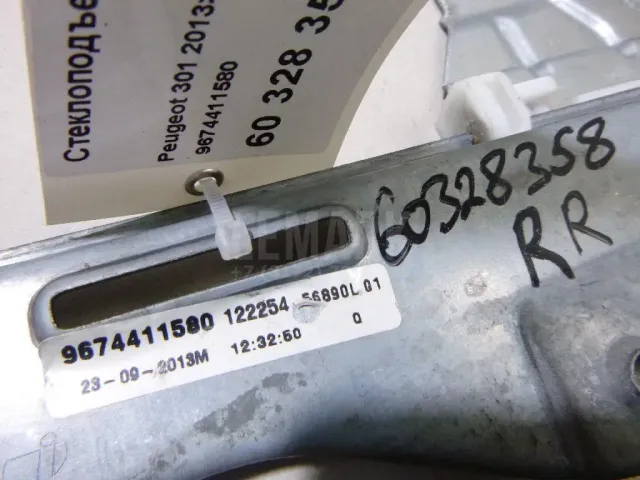 Стеклоподъе
Peugeot 301 2013>
9674411580
60 328 35
60328358
RR
9674411580 122254 56890L 01
23-09-2013M 12:32:50 Q